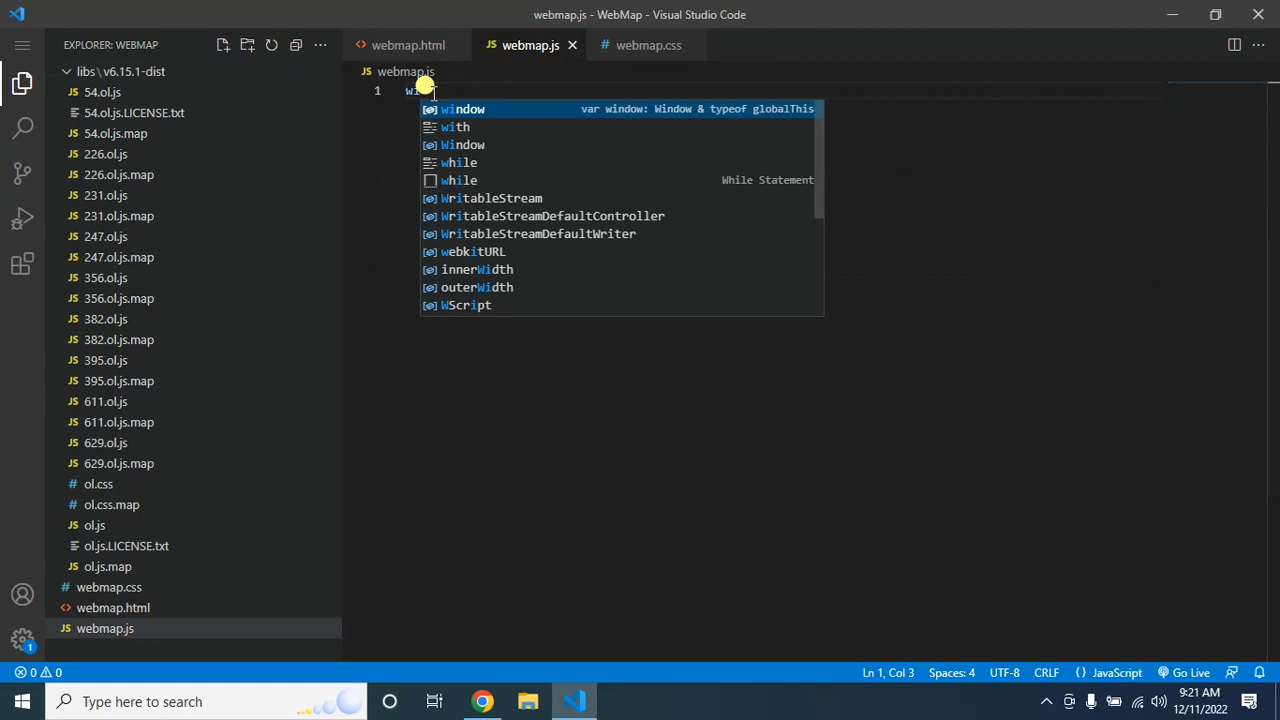 webmap.js - WebMap - Visual Studio Code
EXPLORER: WEBMAP
webmap.html
webmap.js
webmap.css
libs\v6.15.1-dist
54.ol.js
54.ol.js.LICENSE.txt
54.ol.js.map
226.ol.js
226.ol.js.map
231.ol.js
231.ol.js.map
247.ol.js
247.ol.js.map
356.ol.js
356.ol.js.map
382.ol.js
382.ol.js.map
395.ol.js
395.ol.js.map
611.ol.js
611.ol.js.map
629.ol.js
629.ol.js.map
ol.css
ol.css.map
ol.js
ol.js.LICENSE.txt
ol.js.map
webmap.css
webmap.html
webmap.js
webmap.js
1 wi
window var window: Window & typeof globalThis
with
Window
while
while While Statement
WritableStream
WritableStreamDefaultController
WritableStreamDefaultWriter
webkitURL
innerWidth
outerWidth
WScript
1
0 0 Ln 1, Col 3 Spaces: 4 UTF-8 CRLF {} JavaScript Go Live
Type here to search
9:21 AM
12/11/2022